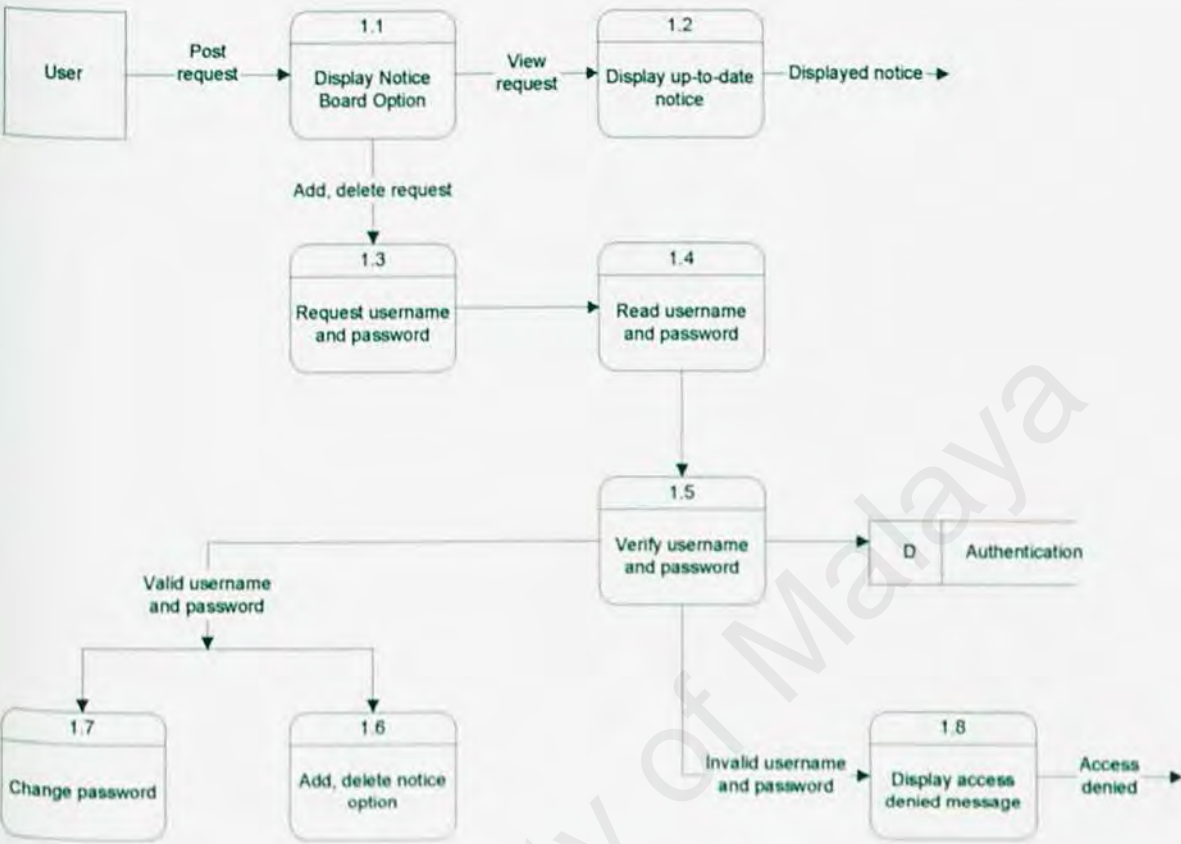 User
Post
request
1.1
Display Notice
Board Option
View
request
1.2
Display up-to-date
notice
Displayed notice
Add, delete request
1.3
Request username
and password
1.4
Read username
and password
1.5
Verify username
and password
D
Authentication
Valid username
and password
1.7
Change password
1.6
Add, delete notice
option
Invalid username
and password
1.8
Display access
denied message
Access
denied
of Malaya